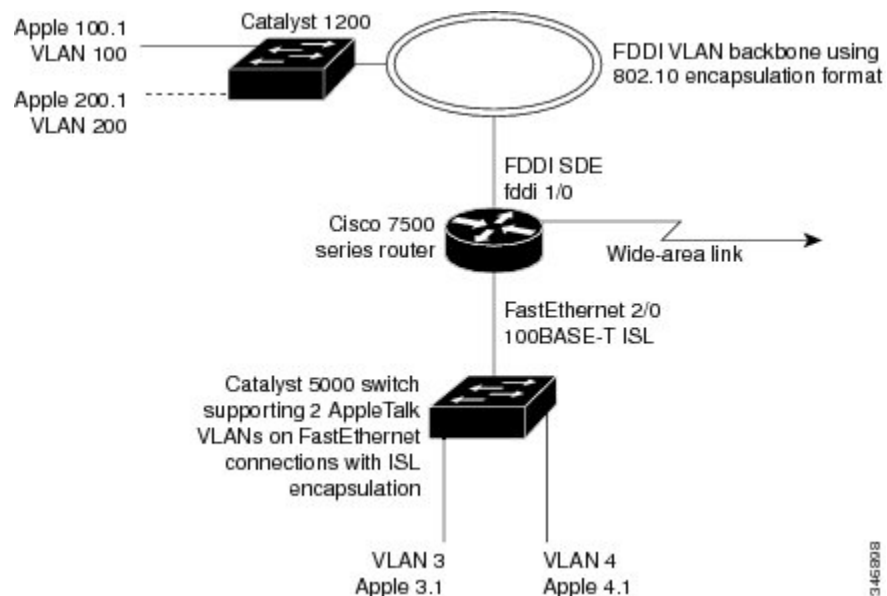 Catalyst 1200
Apple 100.1
VLAN 100
Apple 200.1
VLAN 200
FDDI VLAN backbone using
802.10 encapsulation format
FDDI SDE
fddi 1/0
Cisco 7500
series router
Wide-area link
FastEthernet 2/0
100BASE-T ISL
Catalyst 5000 switch
supporting 2 AppleTalk
VLANs on FastEthernet
connections with ISL
encapsulation
VLAN 3
Apple 3.1
VLAN 4
Apple 4.1
346898